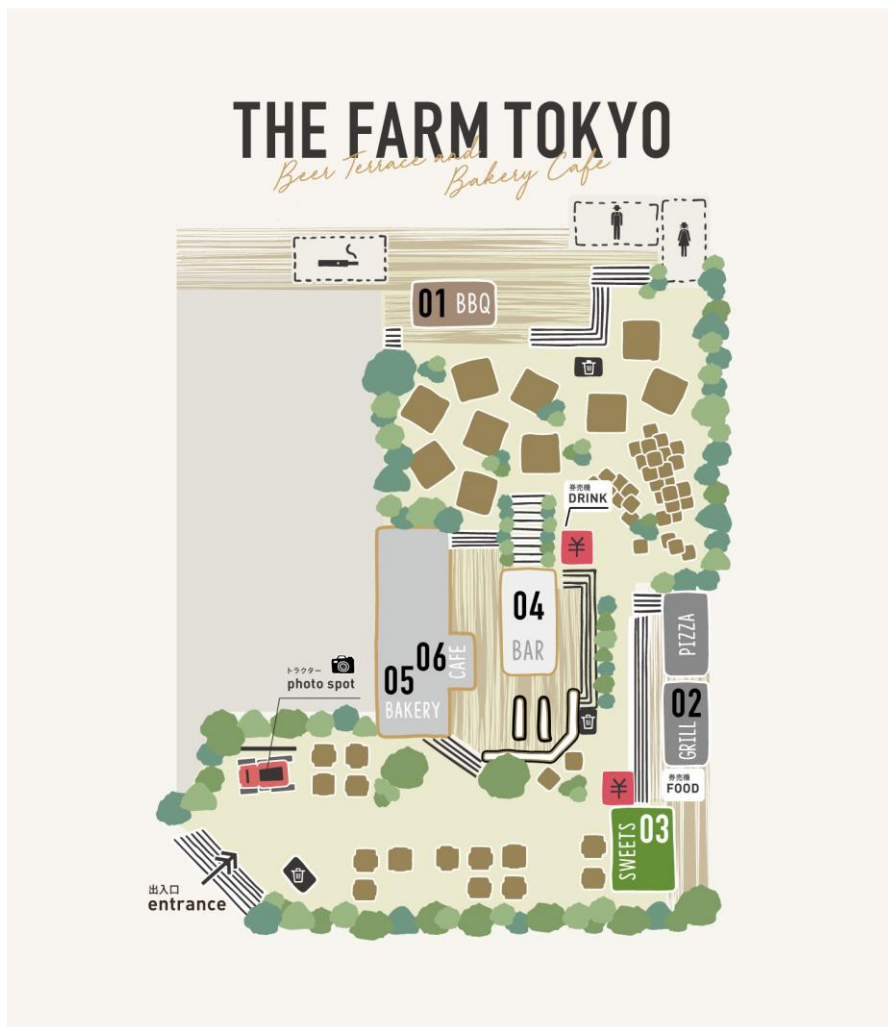 THE FARM TOKYO
Beer Terrace and
Bakery Cafe
01 BBQ
券売機
DRINK
¥
04
BAR
PIZZA
02
GRILL
06
CAFE
05
BAKERY
トラクター
photo spot
券売機
FOOD
¥
03
SWEETS
出入口
entrance